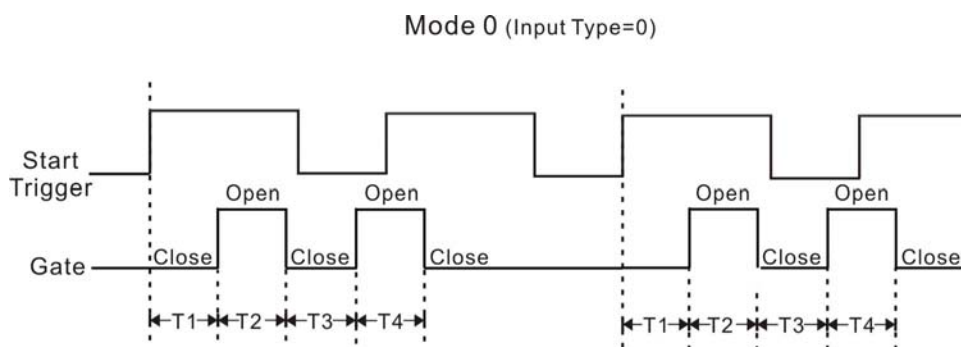 Mode 0 (Input Type=0)
Start
Trigger
Open Open Open Open
Gate Close Close Close Close Close Close
T1 T2 T3 T4 T1 T2 T3 T4